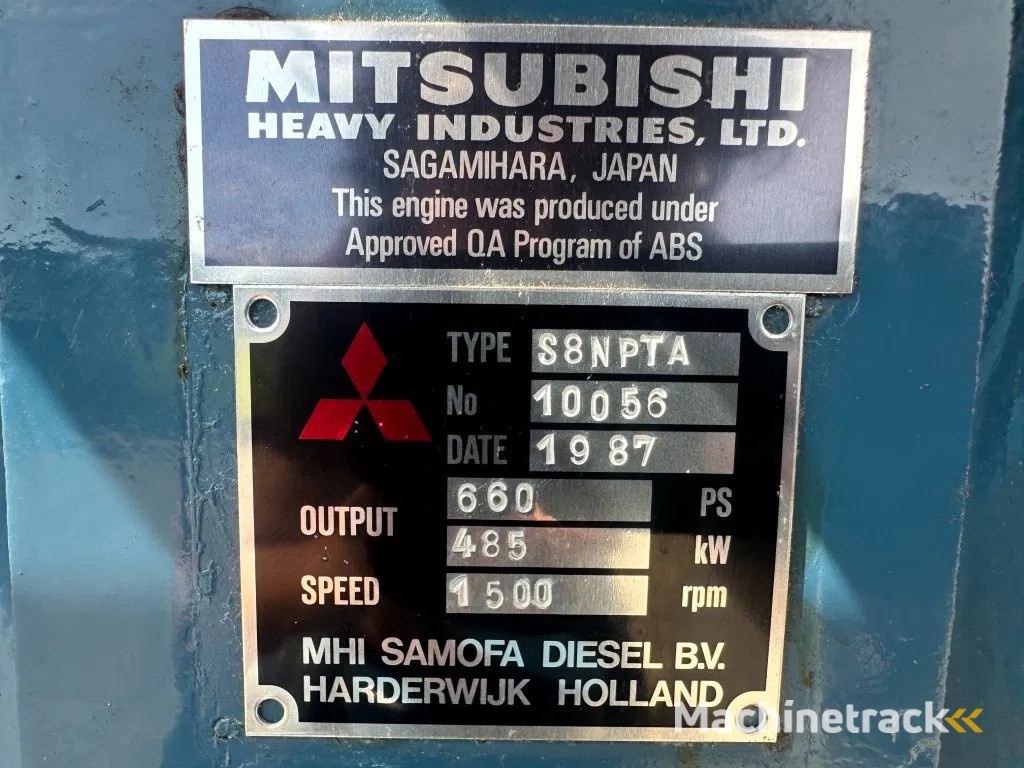 MITSUBISHI
HEAVY INDUSTRIES, LTD.
SAGAMIHARA, JAPAN
This engine was produced under
Approved QA Program of ABS
TYPE S8NPTA
No 10056
DATE 1987
OUTPUT
660 PS
485 kW
SPEED 1500 rpm
MHI SAMOFA DIESEL B.V.
HARDERWIJK HOLLAND
Machinetrack